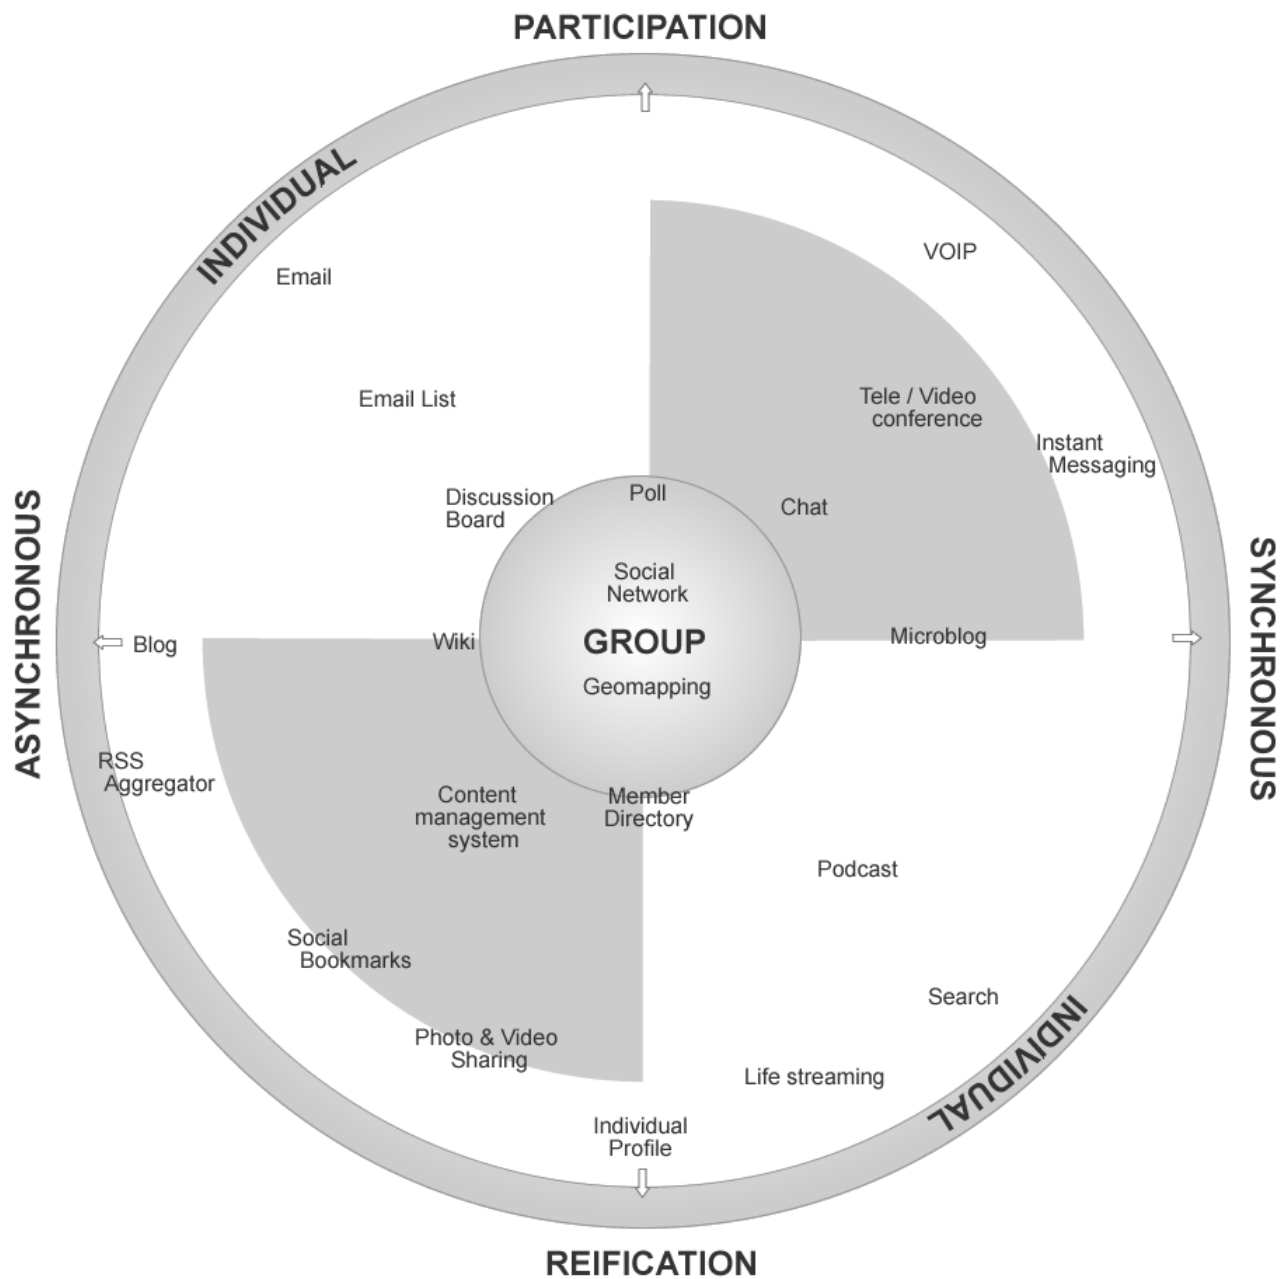 PARTICIPATION
INDIVIDUAL
VOIP
Email
Tele / Video
conference
Email List
Instant
Messaging
Discussion
Board
Poll
Chat
ASYNCHRONOUS
SYNCHRONOUS
Social
Network
GROUP
Wiki
Blog
Microblog
Geomapping
RSS
Aggregator
Content
management
system
Member
Directory
Podcast
Social
Bookmarks
Search
INDIVIDUAL
Photo & Video
Sharing
Life streaming
Individual
Profile
REIFICATION